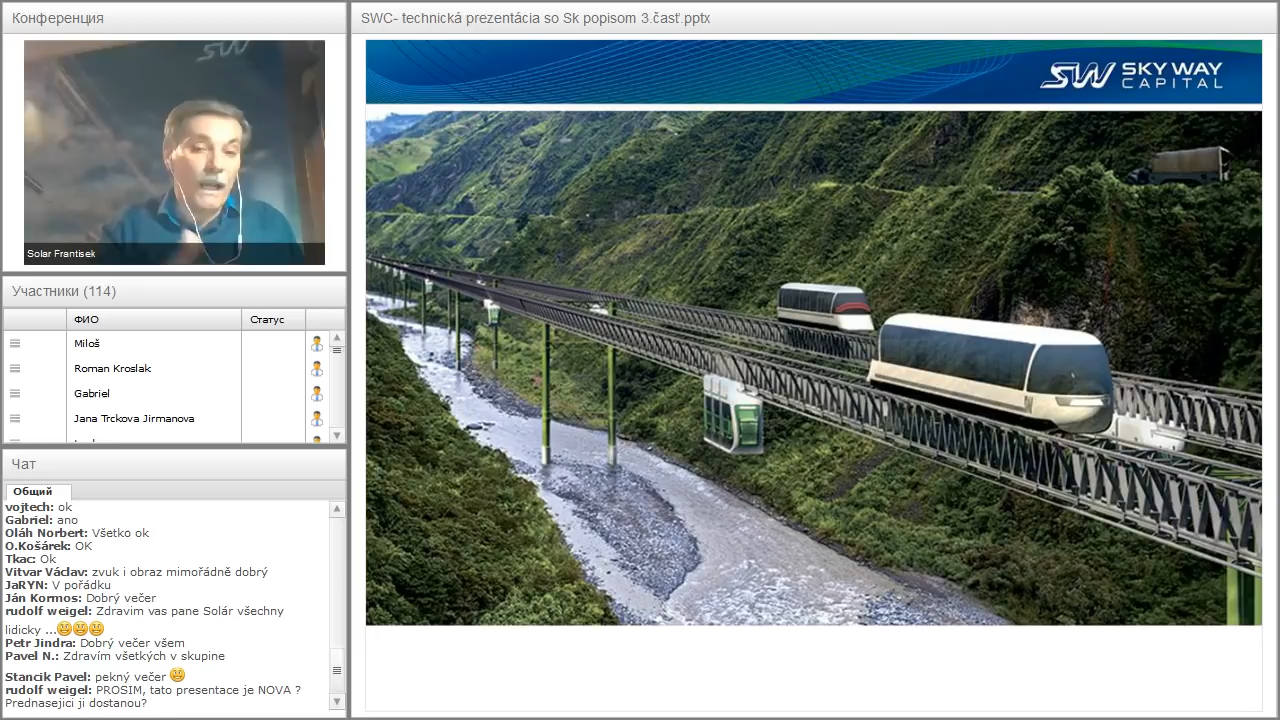 Конференция
SW
Solar Frantisek
Участники (114)
ФИО
Статус
Miloš
Roman Kroslak
Gabriel
Jana Trckova Jirmanova
Чат
Общий
vojtech: ok
Gabriel: ano
Oláh Norbert: Všetko ok
O.Košárek: OK
Tkac: Ok
Vitvar Václav: zvuk i obraz mimořádně dobrý
JaRYN: V pořádku
Ján Kormos: Dobrý večer
rudolf weigel: Zdravim vas pane Solár všechny
lidicky ...
Petr Jindra: Dobrý večer všem
Pavel N.: Zdravím všetkých v skupine
Stancik Pavel: pekný večer
rudolf weigel: PROSIM, tato presentace je NOVA ?
Prednasejici ji dostanou?
SWC- technická prezentácia so Sk popisom 3.časť.pptx
SW SKY WAY
CAPITAL